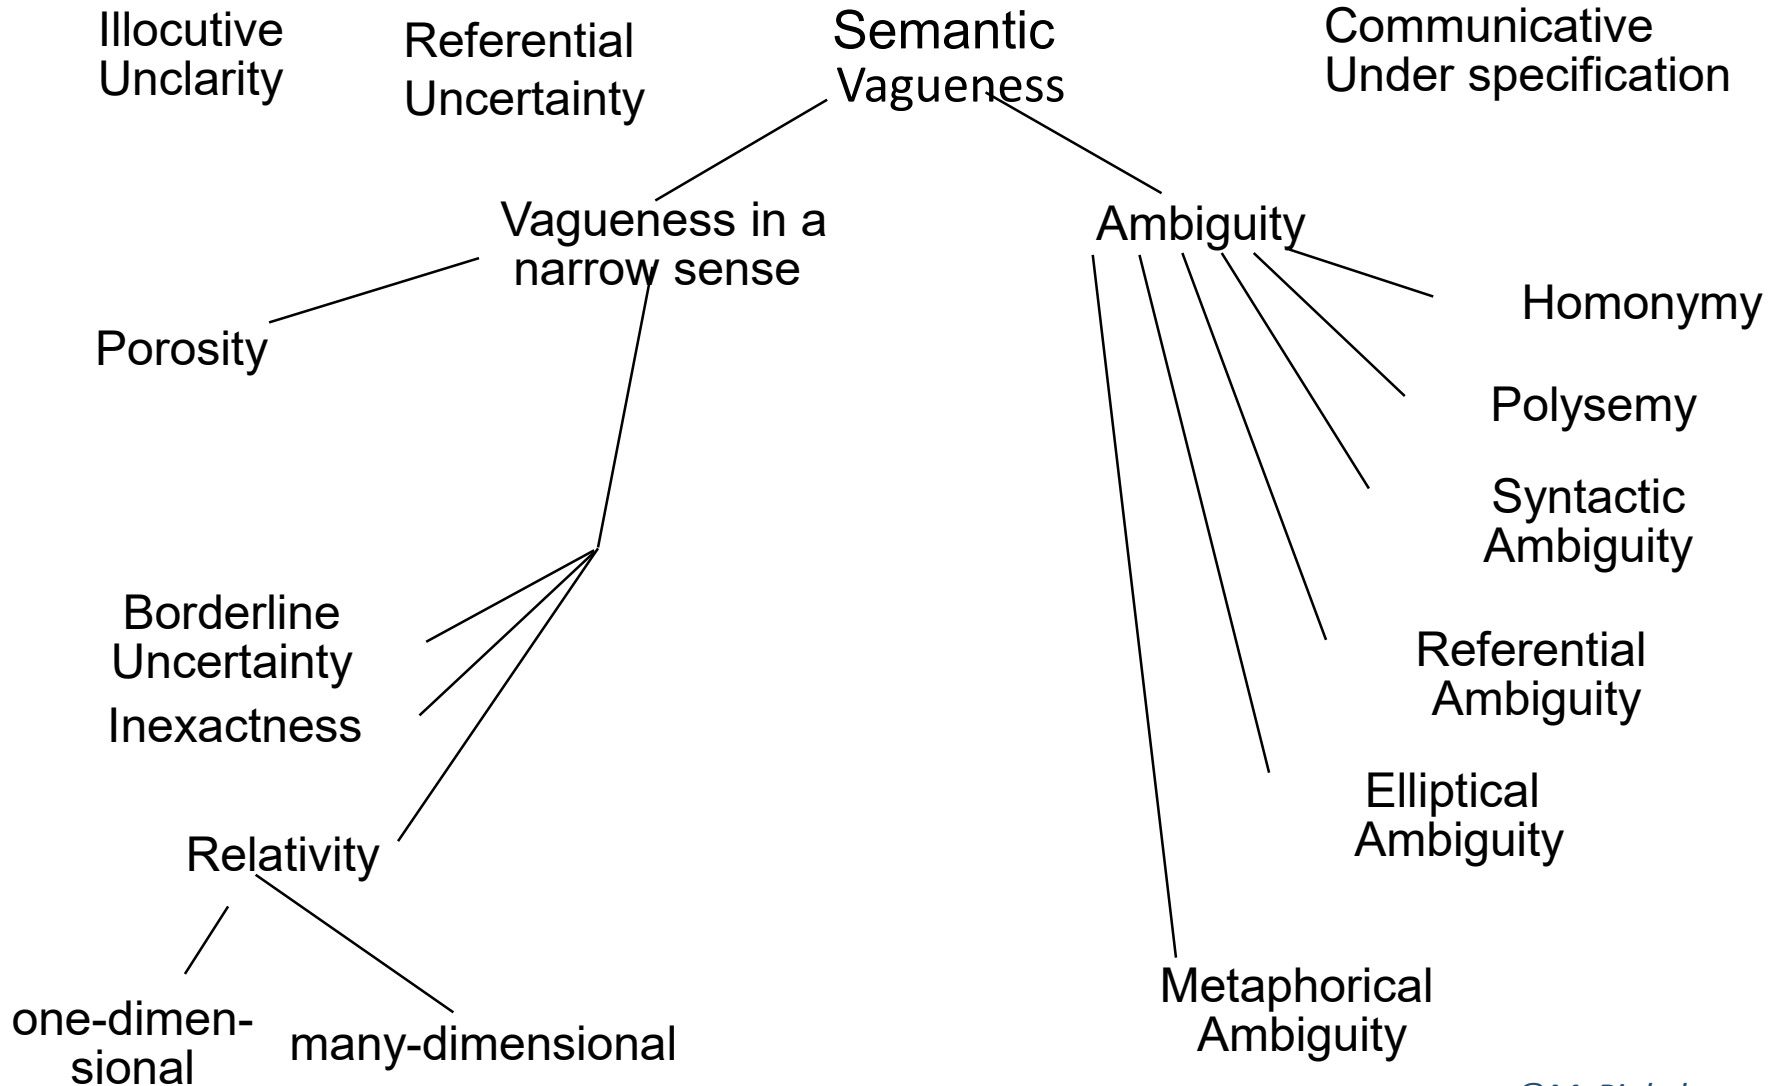 Illocutive
Unclarity
Referential
Uncertainty
Semantic
Vagueness
Communicative
Under specification
Vagueness in a
narrow sense
Ambiguity
Porosity
Homonymy
Polysemy
Syntactic
Ambiguity
Borderline
Uncertainty
Inexactness
Referential
Ambiguity
Elliptical
Ambiguity
Relativity
Metaphorical
Ambiguity
one-dimen-
sional
many-dimensional